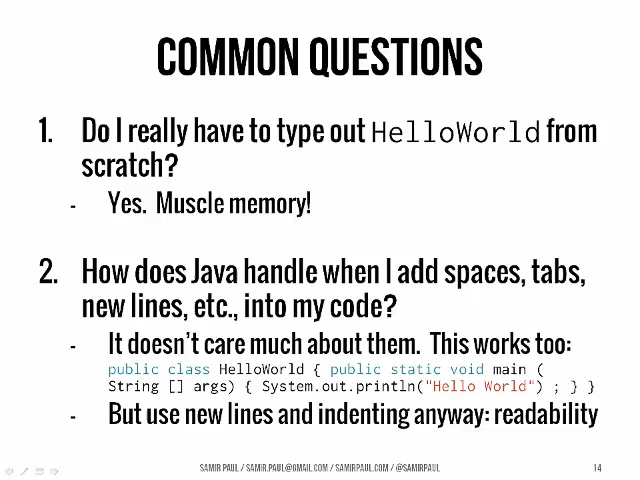 COMMON QUESTIONS
1. Do I really have to type out HelloWorld from
scratch?
- Yes. Muscle memory!
2. How does Java handle when I add spaces, tabs,
new lines, etc., into my code?
- It doesn't care much about them. This works too:
public class HelloWorld { public static void main (
String [] args) { System.out.println("Hello World") ; } }
- But use new lines and indenting anyway: readability
SAMIR PAUL / SAMIR.PAUL@GMAIL.COM / SAMIRPAUL.COM / @SAMIRPAUL
14